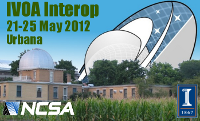 IVOA Interop
21-25 May 2012
Urbana
NCSA
I
1867